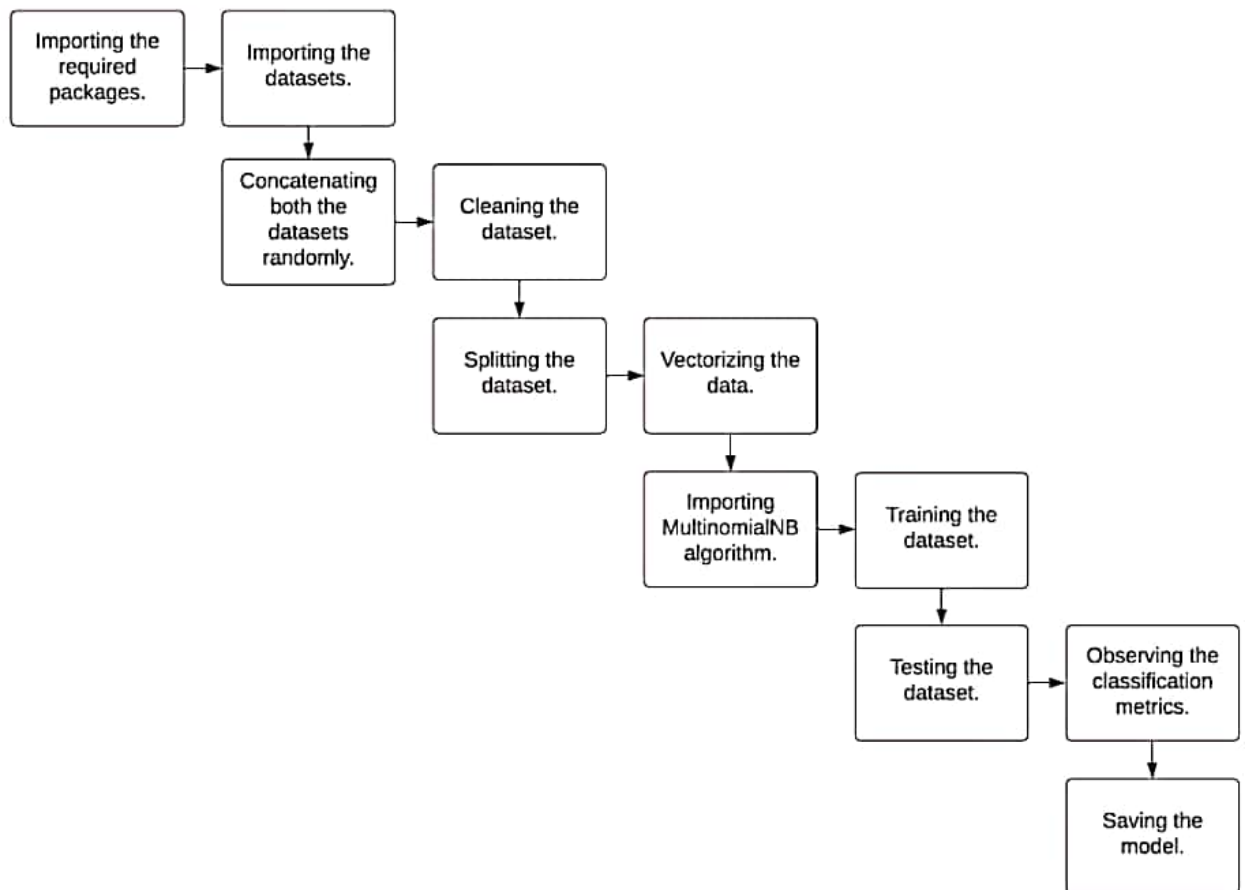 Importing the
required
packages.
Importing the
datasets.
Concatenating
both the
datasets
randomly.
Cleaning the
dataset.
Splitting the
dataset.
Vectorizing the
data.
Importing
MultinomialNB
algorithm.
Training the
dataset.
Testing the
dataset.
Observing the
classification
metrics.
Saving the
model.